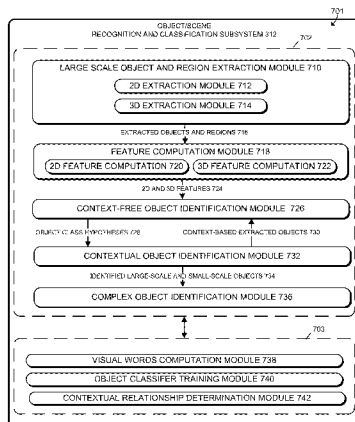 701
OBJECT/SCENE
RECOGNITION AND CLASSIFICATION SUBSYSTEM 312
702
LARGE SCALE OBJECT AND REGION EXTRACTION MODULE 710
2D EXTRACTION MODULE 712
3D EXTRACTION MODULE 714
EXTRACTED OBJECTS AND REGIONS 716
FEATURE COMPUTATION MODULE 718
2D FEATURE COMPUTATION 720
3D FEATURE COMPUTATION 722
2D AND 3D FEATURES 724
CONTEXT-FREE OBJECT IDENTIFICATION MODULE 726
OBJECT CLASS HYPOTHESES 728
CONTEXT-BASED EXTRACTED OBJECTS 730
CONTEXTUAL OBJECT IDENTIFICATION MODULE 732
IDENTIFIED LARGE-SCALE AND SMALL-SCALE OBJECTS 734
COMPLEX OBJECT IDENTIFICATION MODULE 736
703
VISUAL WORDS COMPUTATION MODULE 738
OBJECT CLASSIFER TRAINING MODULE 740
CONTEXTUAL RELATIONSHIP DETERMINATION MODULE 742